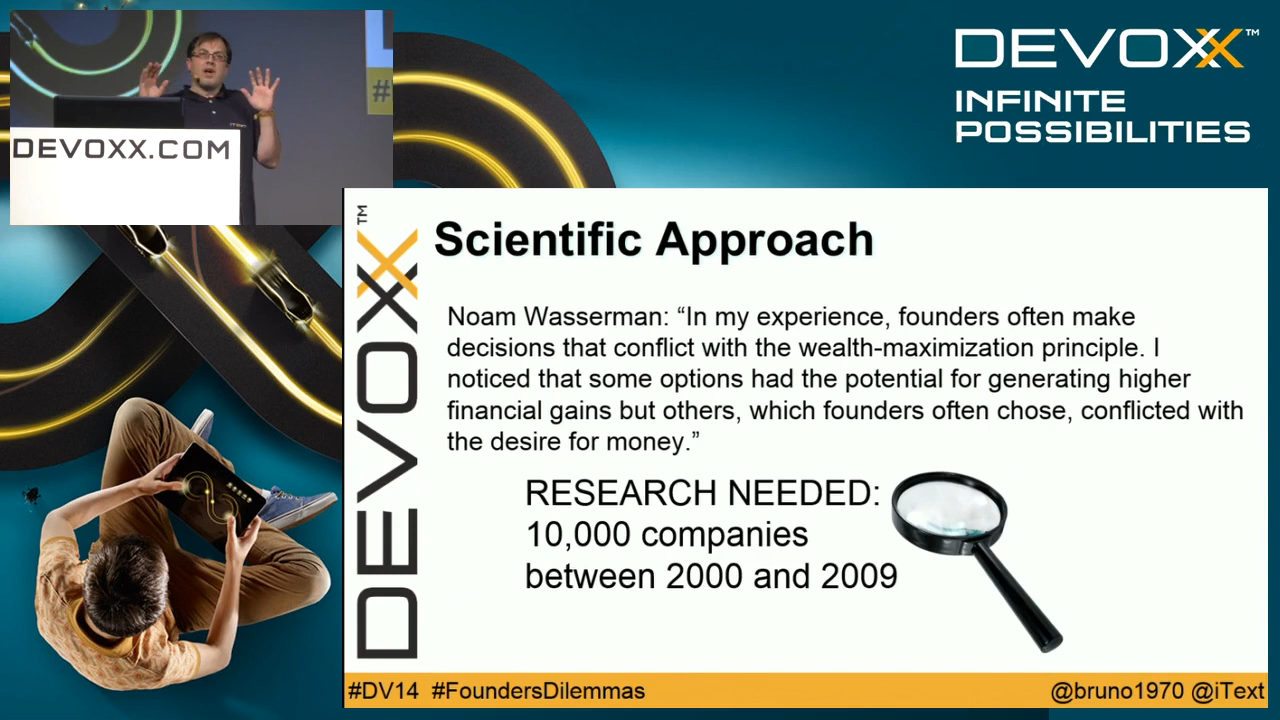 DEVOXX™
INFINITE
POSSIBILITIES
DEVOXX.COM
#
DEVOXX™
Scientific Approach
Noam Wasserman: “In my experience, founders often make
decisions that conflict with the wealth-maximization principle. I
noticed that some options had the potential for generating higher
financial gains but others, which founders often chose, conflicted with
the desire for money.”
RESEARCH NEEDED:
10,000 companies
between 2000 and 2009
#DV14 #FoundersDilemmas
@bruno1970 @iText